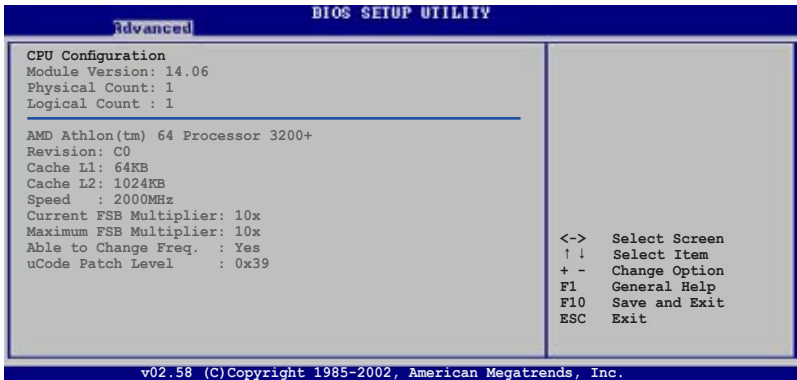 BIOS SETUP UTILITY
Advanced
CPU Configuration
Module Version: 14.06
Physical Count: 1
Logical Count : 1
AMD Athlon(tm) 64 Processor 3200+
Revision: C0
Cache L1: 64KB
Cache L2: 1024KB
Speed : 2000MHz
Current FSB Multiplier: 10x
Maximum FSB Multiplier: 10x
Able to Change Freq. : Yes
uCode Patch Level : 0x39
<-> Select Screen
↑↓ Select Item
+ - Change Option
F1 General Help
F10 Save and Exit
ESC Exit
v02.58 (C)Copyright 1985-2002, American Megatrends, Inc.